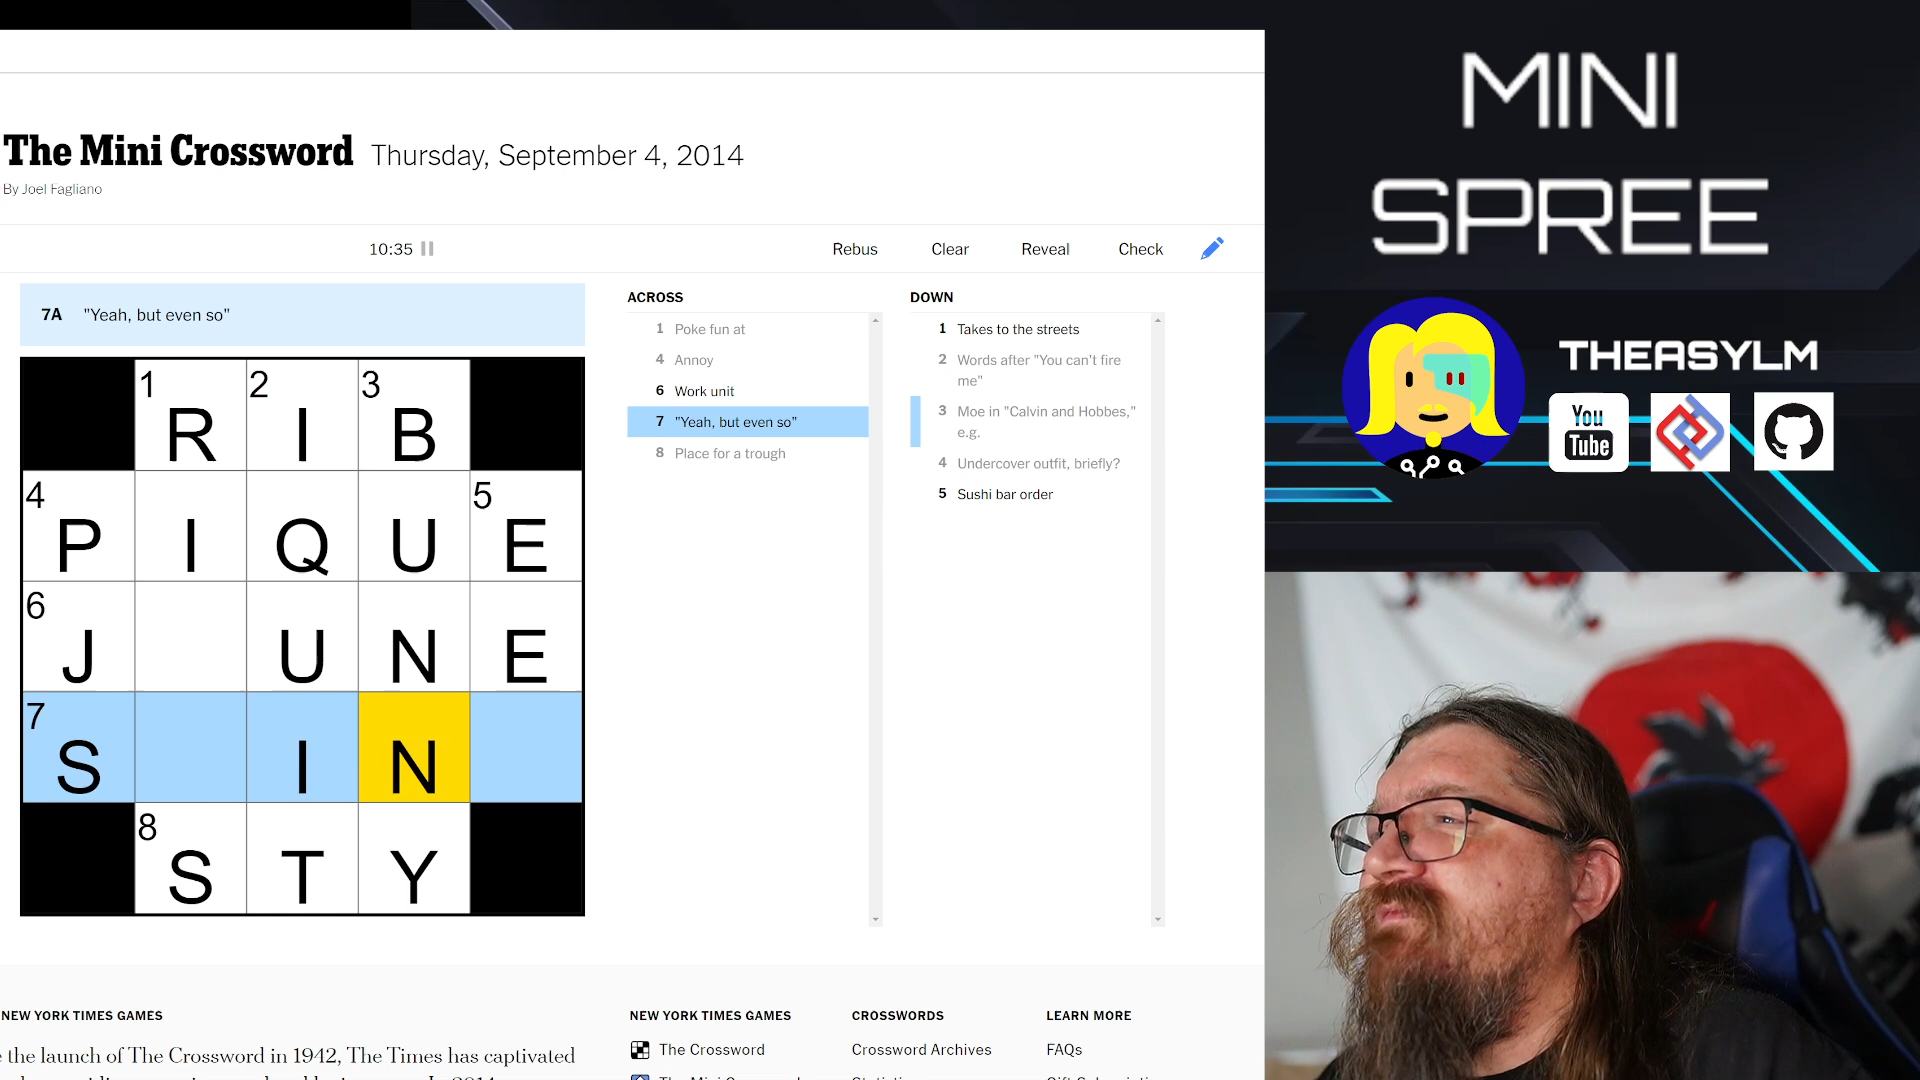 MINI
SPREE
The Mini Crossword Thursday, September 4, 2014
By Joel Fagliano
10:35
Rebus Clear Reveal Check
7A "Yeah, but even so"
1 2 3
R I B
4 5
P I Q U E
6
J U N E
7
S I N
8
S T Y
ACROSS
1 Poke fun at
4 Annoy
6 Work unit
7 "Yeah, but even so"
8 Place for a trough
DOWN
1 Takes to the streets
2 Words after "You can't fire
me"
3 Moe in "Calvin and Hobbes,"
e.g.
4 Undercover outfit, briefly?
5 Sushi bar order
THEASYLM
You
Tube
NEW YORK TIMES GAMES
the launch of The Crossword in 1942, The Times has captivated
NEW YORK TIMES GAMES
The Crossword
CROSSWORDS
Crossword Archives
LEARN MORE
FAQs